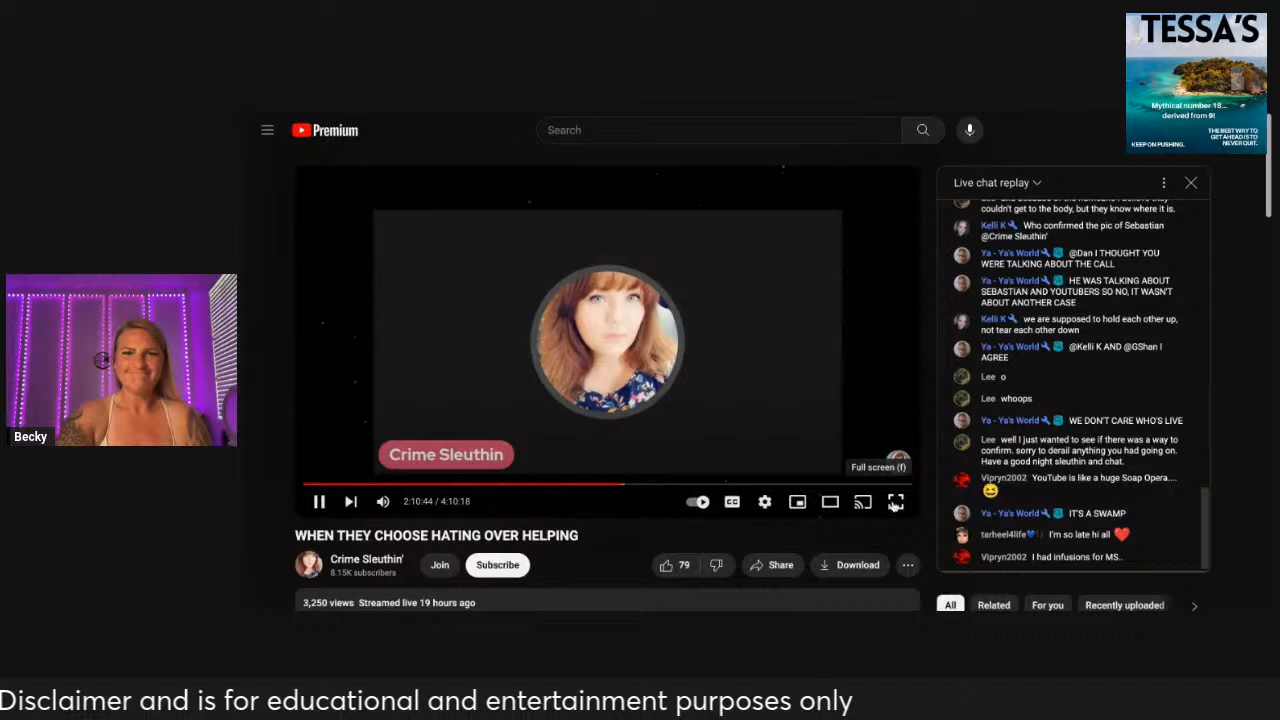 TESSA'S
Mythical number 18...
derived from 9!
THE BEST WAY TO
GET AHEAD IS TO
NEVER QUIT.
KEEP ON PUSHING.
Premium
Search
Live chat replay
couldn't get to the body, but they know where it is.
Kelli K Who confirmed the pic of Sebastian
@Crime Sleuthin'
Ya - Ya's World @Dan I THOUGHT YOU
WERE TALKING ABOUT THE CALL
Ya - Ya's World HE WAS TALKING ABOUT
SEBASTIAN AND YOUTUBERS SO NO, IT WASN'T
ABOUT ANOTHER CASE
Kelli K we are supposed to hold each other up,
not tear each other down
Ya - Ya's World @Kelli K AND @GShan I
AGREE
Lee o
Lee whoops
Ya - Ya's World WE DON'T CARE WHO'S LIVE
Lee well I just wanted to see if there was a way to
confirm. sorry to derail anything you had going on.
Have a good night sleuthin and chat.
Vipryn2002 YouTube is like a huge Soap Opera....
😆
Ya - Ya's World IT'S A SWAMP
tarheel4life💙 I'm so late hi all ❤️
Vipryn2002 I had infusions for MS..
Becky
Crime Sleuthin
Full screen (f)
2:10:44 / 4:10:18
CC
WHEN THEY CHOOSE HATING OVER HELPING
Crime Sleuthin'
8.15K subscribers
Join
Subscribe
79
Share
Download
3,250 views Streamed live 19 hours ago
All
Related
For you
Recently uploaded
Disclaimer and is for educational and entertainment purposes only